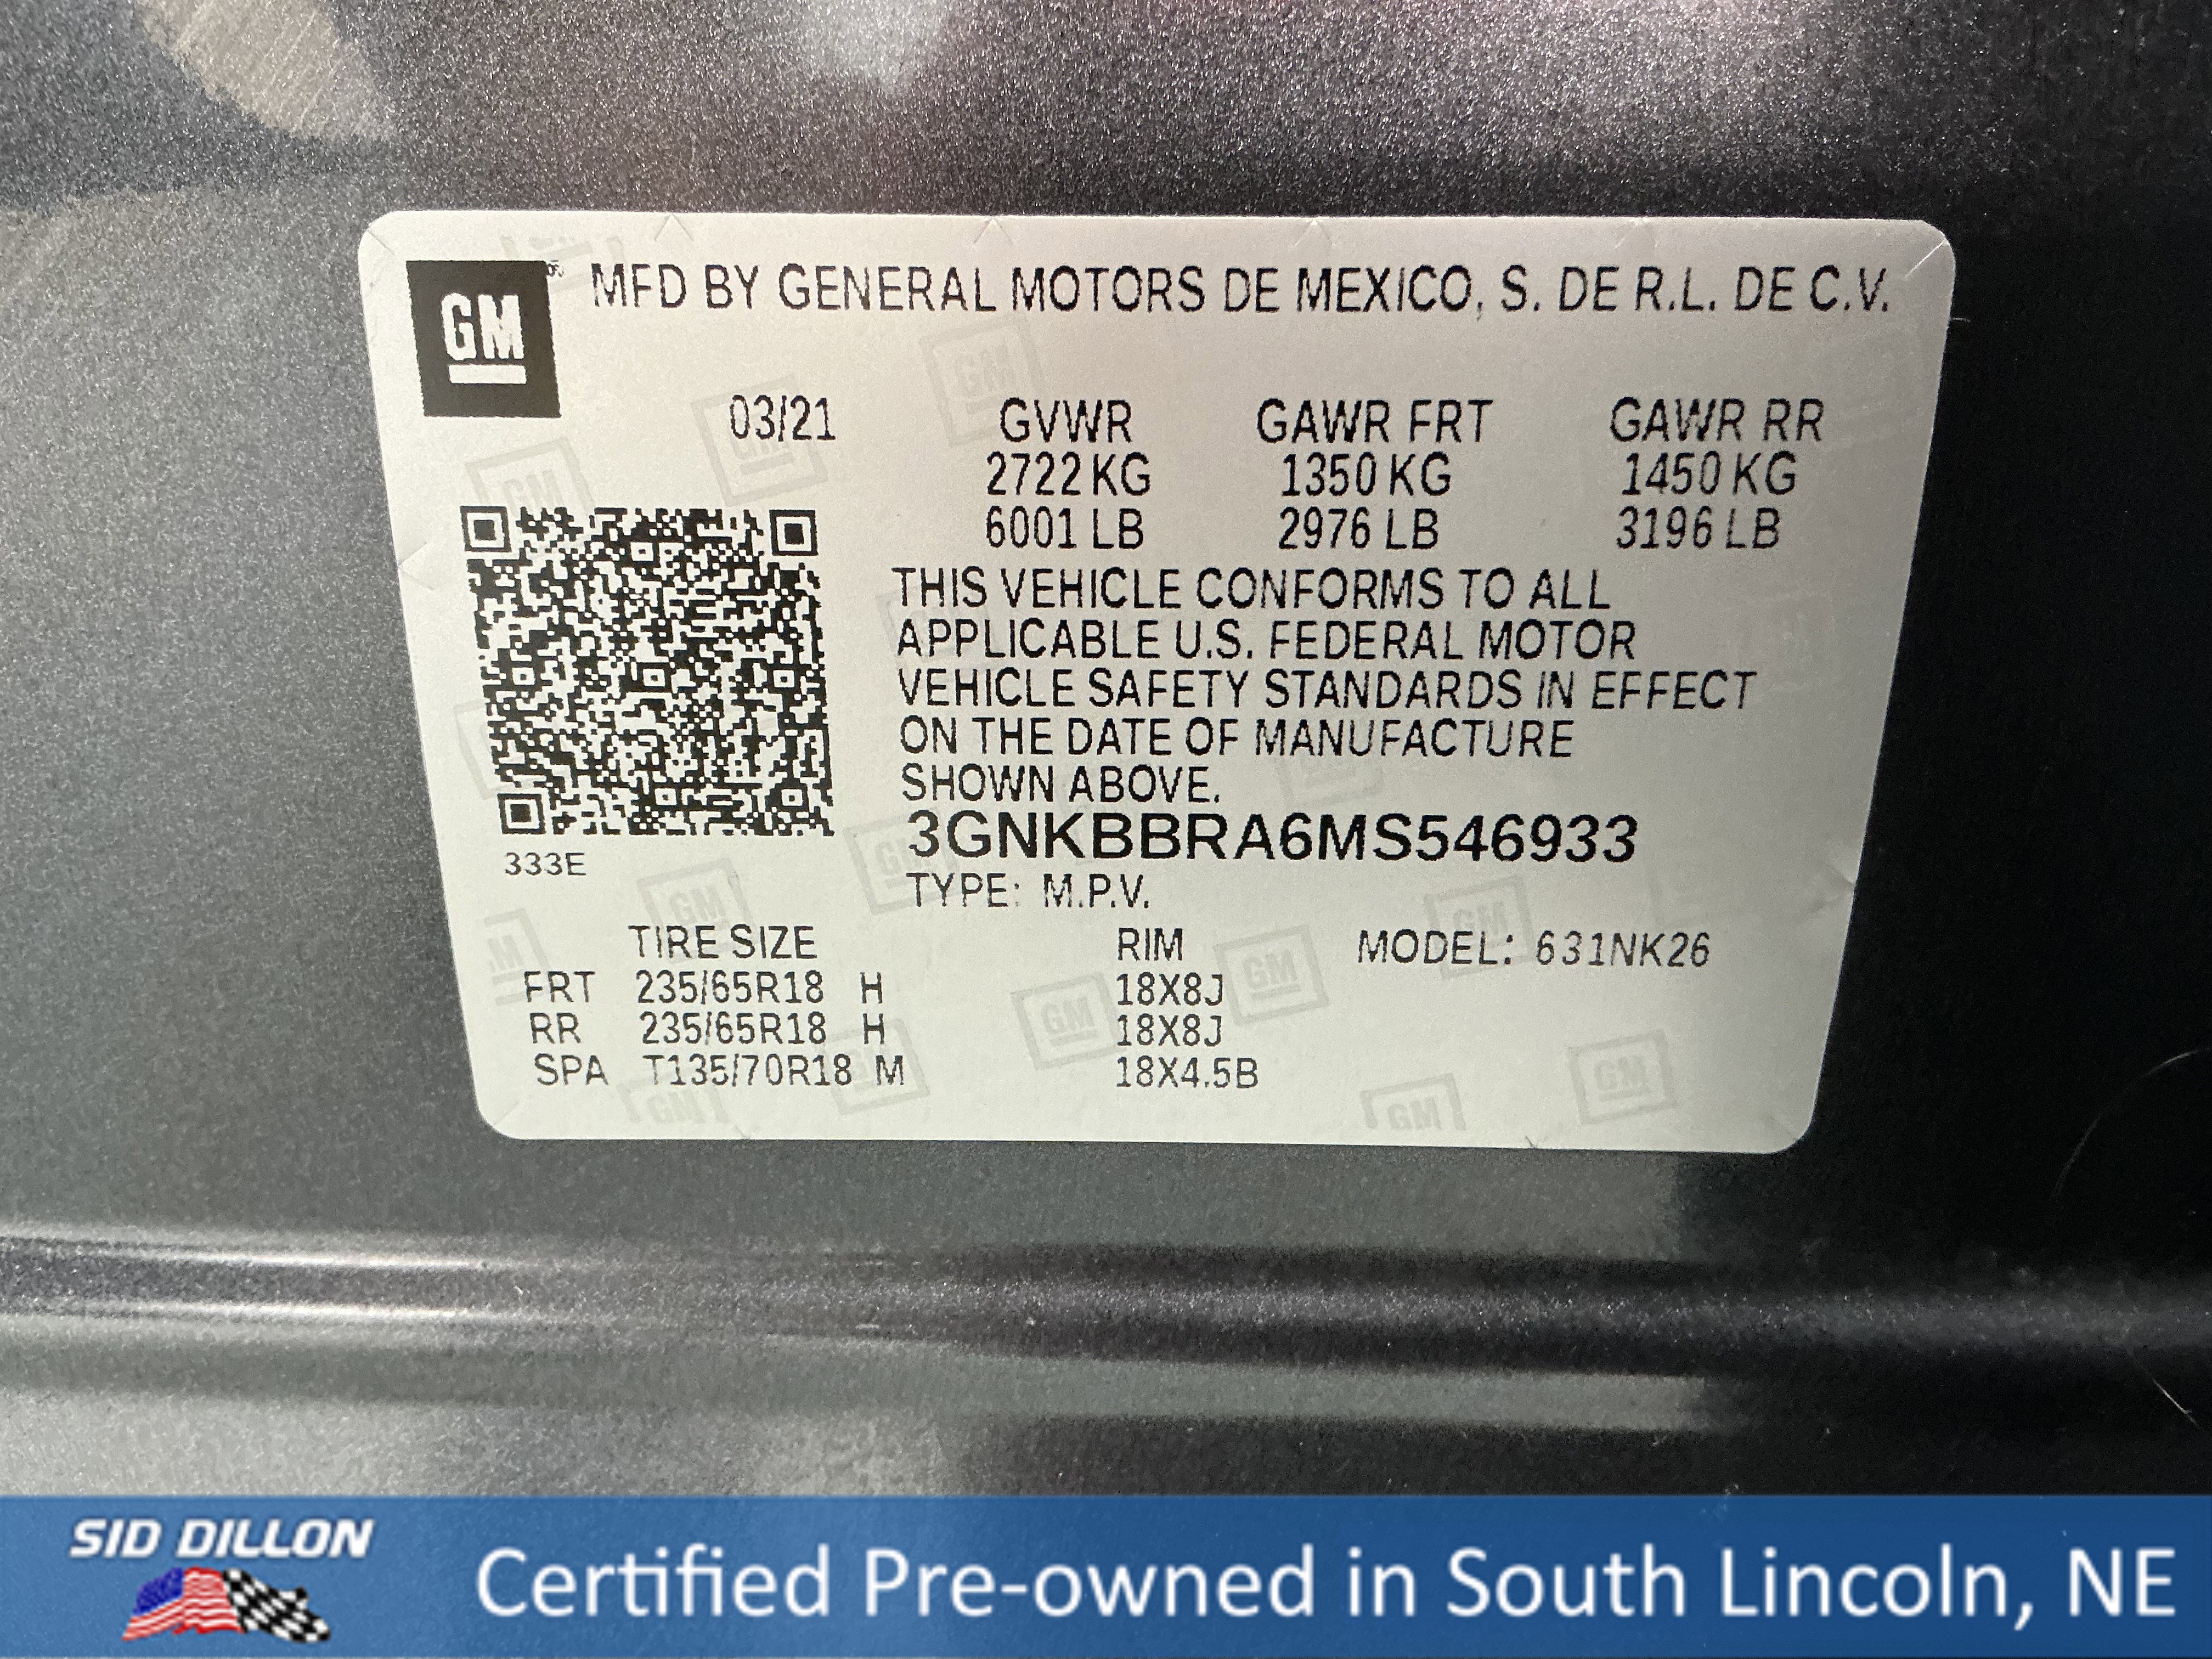 GM
MFD BY GENERAL MOTORS DE MEXICO, S. DE R.L. DE C.V.
03/21 GVWR GAWR FRT GAWR RR
2722 KG 1350 KG 1450 KG
6001 LB 2976 LB 3196 LB
THIS VEHICLE CONFORMS TO ALL
APPLICABLE U.S. FEDERAL MOTOR
VEHICLE SAFETY STANDARDS IN EFFECT
ON THE DATE OF MANUFACTURE
SHOWN ABOVE.
3GNKBBRA6MS546933
333E
TYPE: M.P.V.
TIRE SIZE RIM MODEL: 631NK26
FRT 235/65R18 H 18X8J
RR 235/65R18 H 18X8J
SPA T135/70R18 M 18X4.5B
SID DILLON
Certified Pre-owned in South Lincoln, NE